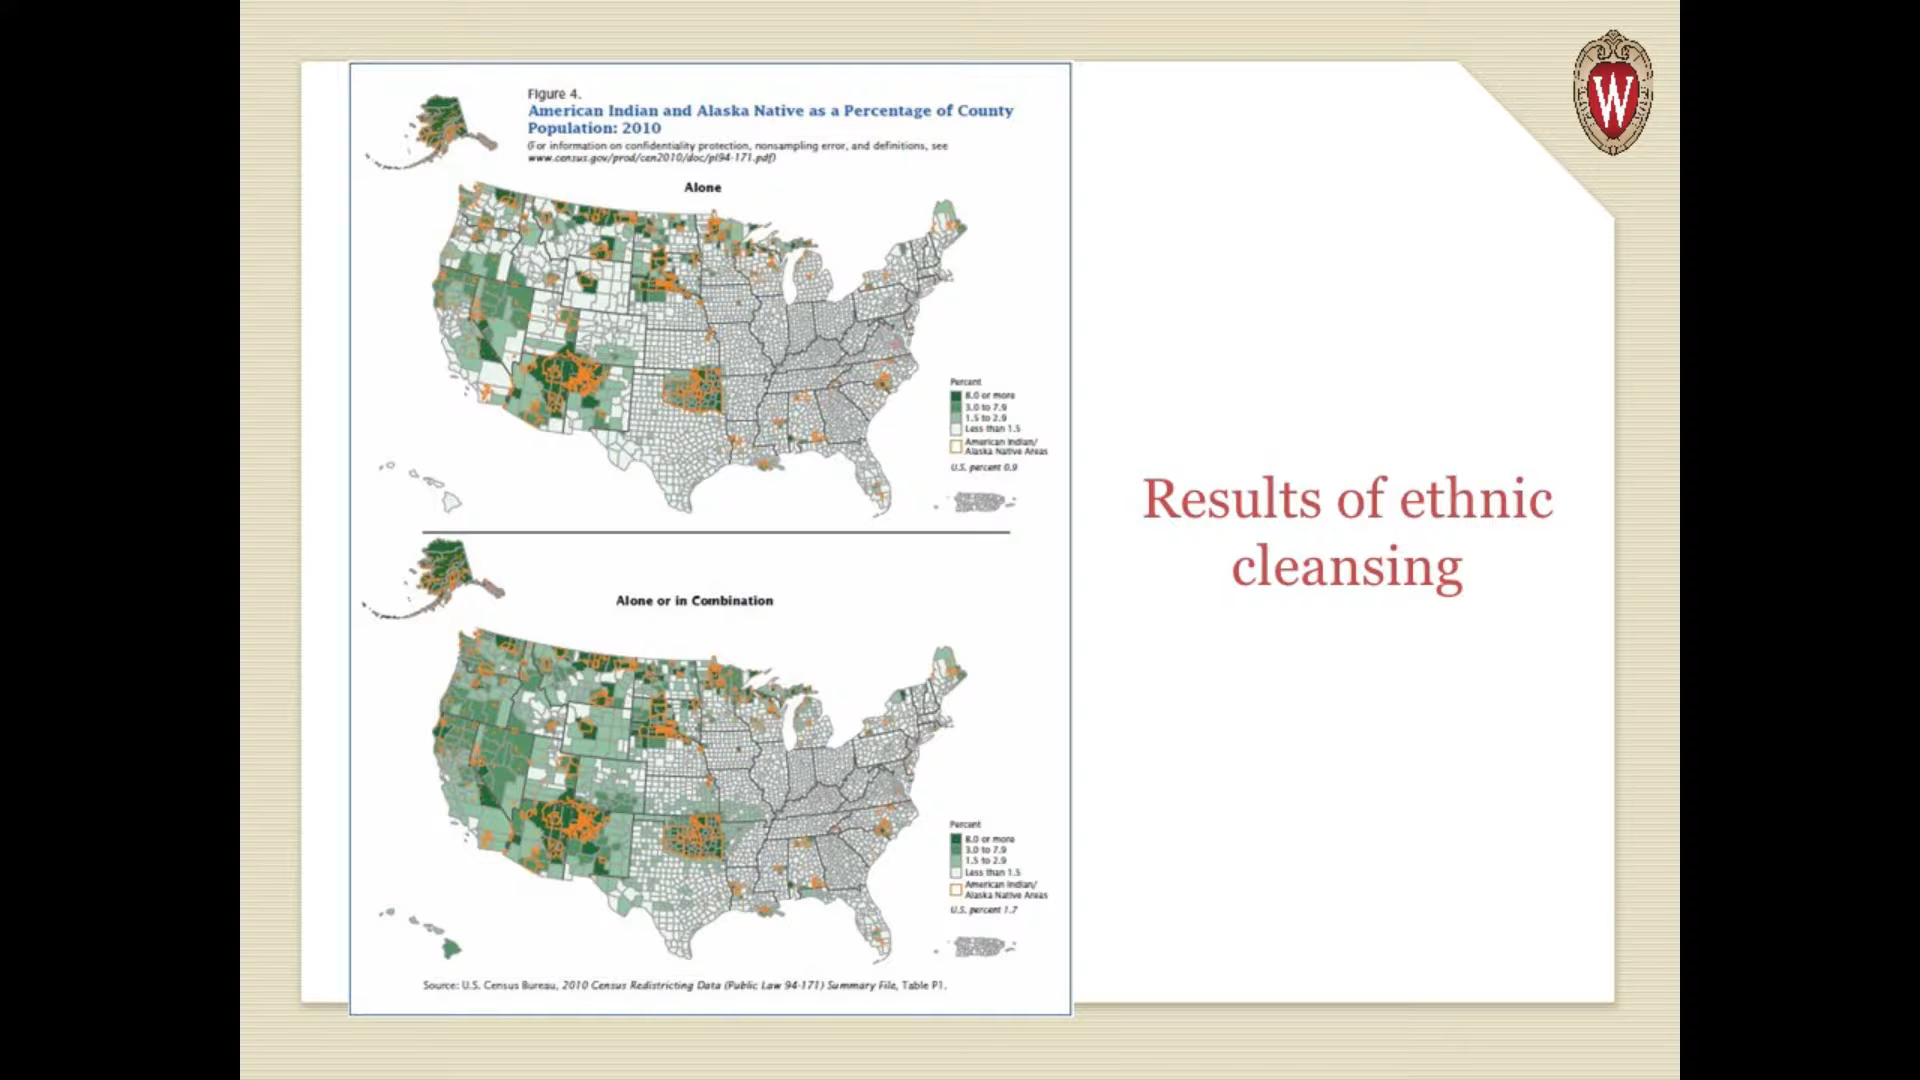 Figure 4.
American Indian and Alaska Native as a Percentage of County
Population: 2010
(For information on confidentiality protection, nonsampling error, and definitions, see
www.census.gov/prod/cen2010/doc/pl94-171.pdf)
Alone
Percent
8.0 or more
3.0 to 7.9
1.5 to 2.9
Less than 1.5
American Indian/
Alaska Native Areas
U.S. percent 0.9
Alone or in Combination
Percent
8.0 or more
3.0 to 7.9
1.5 to 2.9
Less than 1.5
American Indian/
Alaska Native Areas
U.S. percent 1.7
Source: U.S. Census Bureau, 2010 Census Redistricting Data (Public Law 94-171) Summary File, Table P1.
W
Results of ethnic
cleansing